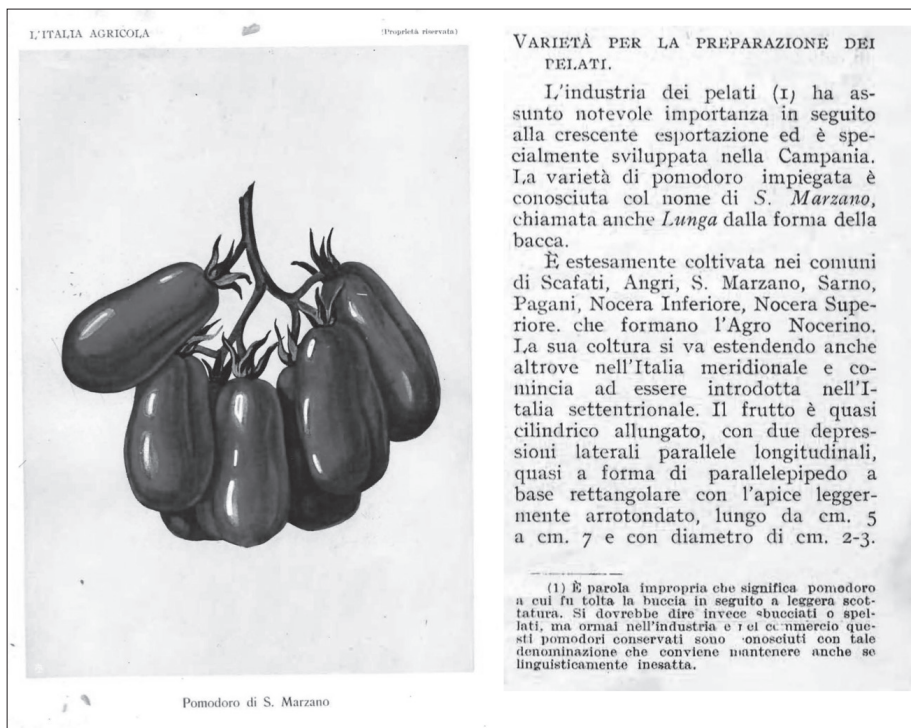 L'ITALIA AGRICOLA
(Proprietà riservata)
Pomodoro di S. Marzano
VARIETÀ PER LA PREPARAZIONE DEI
PELATI.
L'industria dei pelati (1) ha as-
sunto notevole importanza in seguito
alla crescente esportazione ed è spe-
cialmente sviluppata nella Campania.
La varietà di pomodoro impiegata è
conosciuta col nome di S. Marzano,
chiamata anche Lunga dalla forma della
bacca.
È estesamente coltivata nei comuni
di Scafati, Angri, S. Marzano, Sarno,
Pagani, Nocera Inferiore, Nocera Supe-
riore. che formano l'Agro Nocerino.
La sua coltura si va estendendo anche
altrove nell'Italia meridionale e co-
mincia ad essere introdotta nell'I-
talia settentrionale. Il frutto è quasi
cilindrico allungato, con due depres-
sioni laterali parallele longitudinali,
quasi a forma di parallelepipedo a
base rettangolare con l'apice legger-
mente arrotondato, lungo da cm. 5
a cm. 7 e con diametro di cm. 2-3.
(1) È parola impropria che significa pomodoro
a cui fu tolta la buccia in seguito a leggera scot-
tatura. Si dovrebbe dire invece sbucciati o spel-
lati, ma ormai nell'industria e nel commercio que-
sti pomodori conservati sono conosciuti con tale
denominazione che conviene mantenere anche se
linguisticamente inesatta.